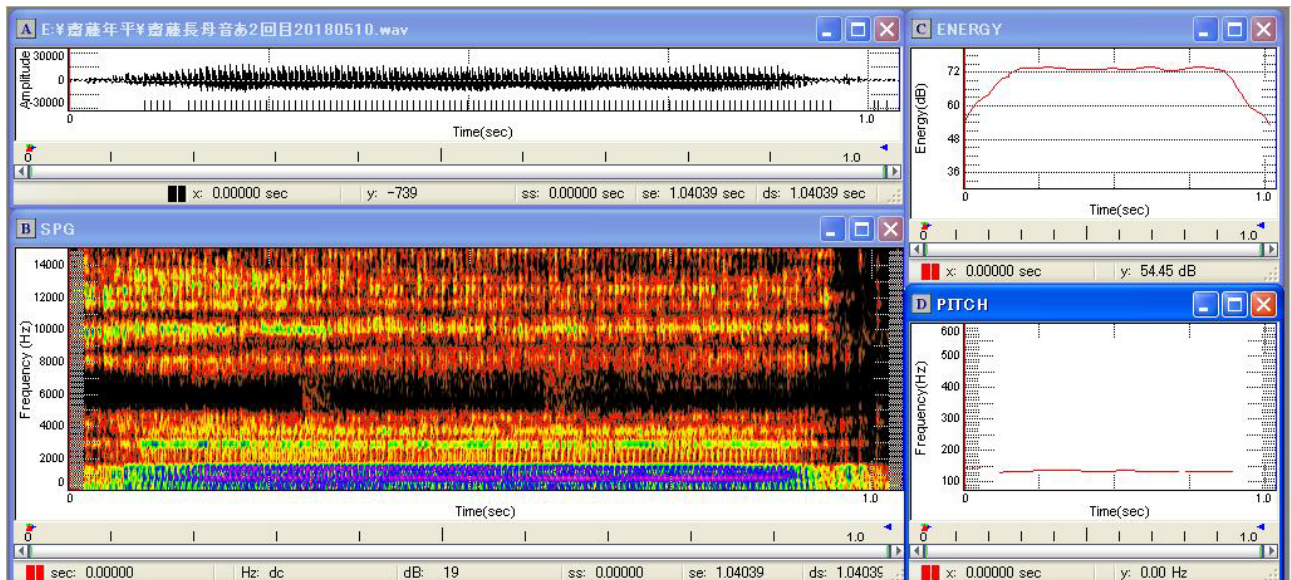 A E:¥齋藤年平¥齋藤長母音あ2回目20180510.wav
Amplitude
30000
0
-30000
0 1.0
Time(sec)
0 1.0
x: 0.00000 sec y: -739 ss: 0.00000 sec se: 1.04039 sec ds: 1.04039 sec
B SPG
Frequency (Hz)
14000
12000
10000
8000
6000
4000
2000
0
0 1.0
Time(sec)
0 1.0
sec: 0.00000 Hz: dc dB: 19 ss: 0.00000 se: 1.04039 ds: 1.04039
C ENERGY
Energy(dB)
72
60
48
36
0 1.0
Time(sec)
0 1.0
x: 0.00000 sec y: 54.45 dB
D PITCH
Frequency(Hz)
600
500
400
300
200
100
0 1.0
Time(sec)
0 1.0
x: 0.00000 sec y: 0.00 Hz